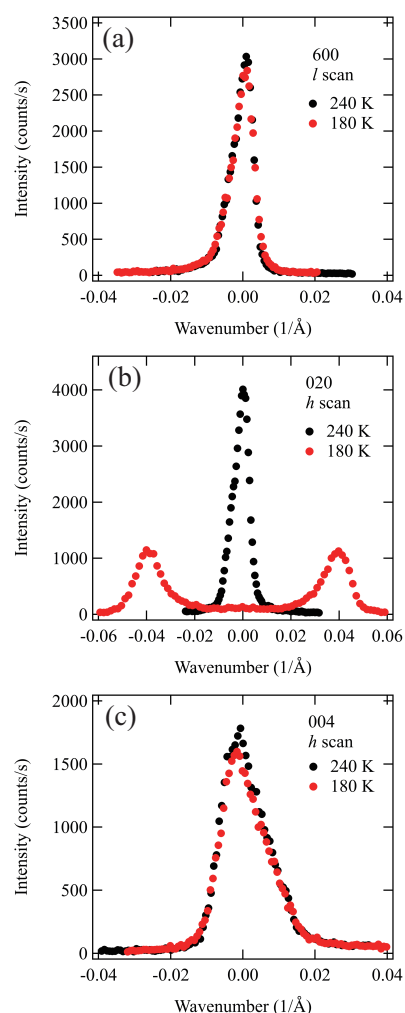 (a)
600
l scan
240 K
180 K
3500
3000
2500
2000
1500
1000
500
0
Intensity (counts/s)
-0.04 -0.02 0.00 0.02 0.04
Wavenumber (1/Å)
(b)
020
h scan
240 K
180 K
4000
3000
2000
1000
0
Intensity (counts/s)
-0.06 -0.04 -0.02 0.00 0.02 0.04 0.06
Wavenumber (1/Å)
(c)
004
h scan
240 K
180 K
2000
1500
1000
500
0
Intensity (counts/s)
-0.04 -0.02 0.00 0.02 0.04
Wavenumber (1/Å)